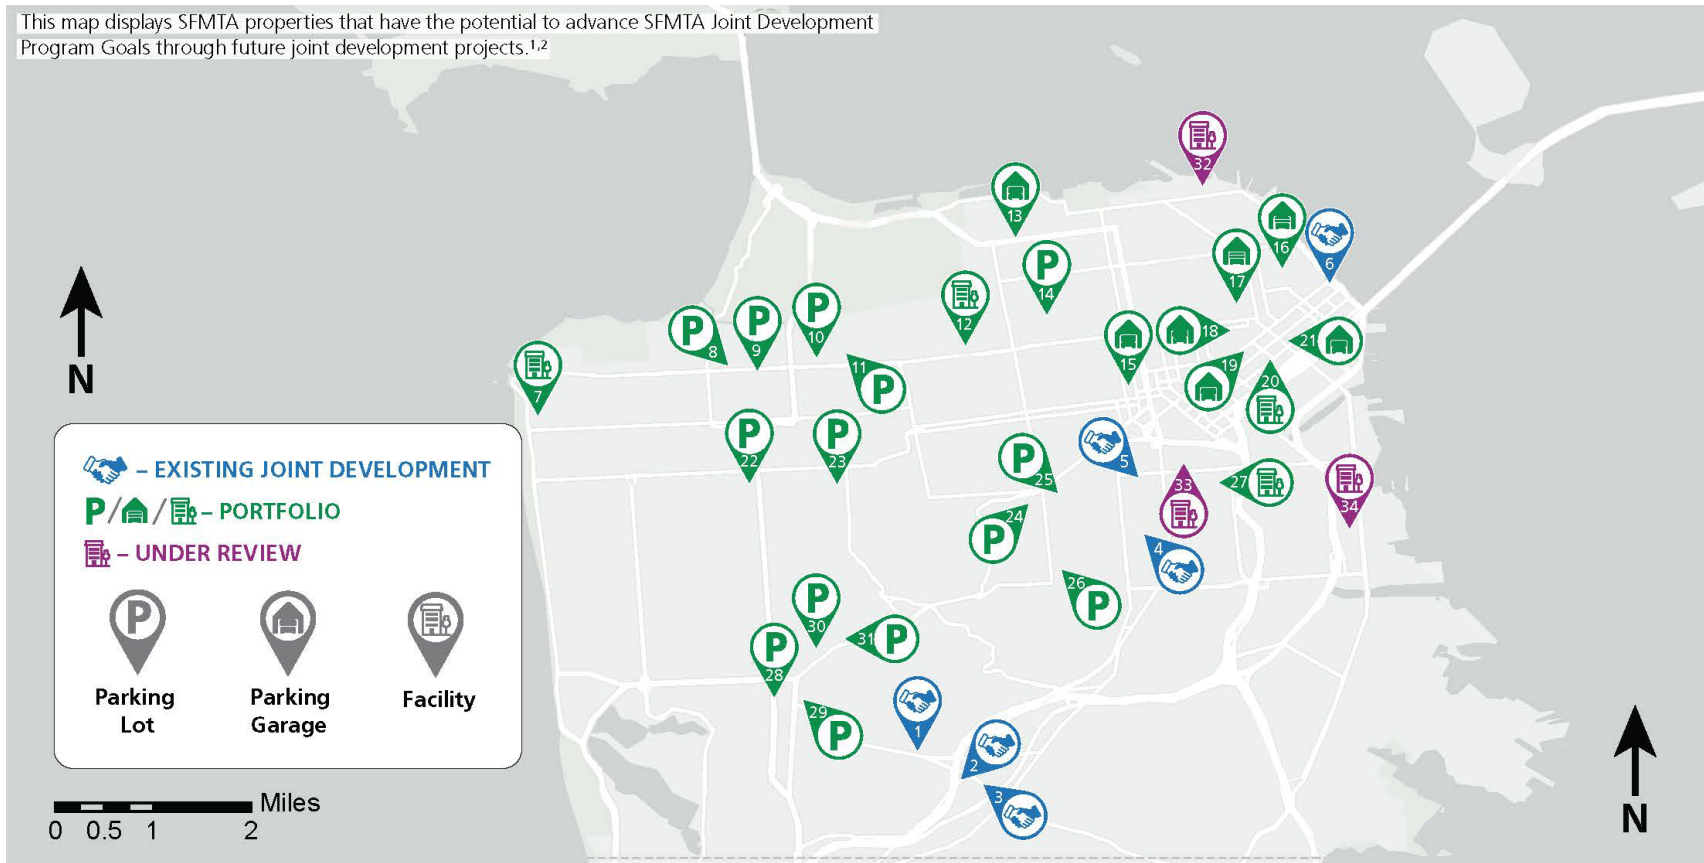 This map displays SFMTA properties that have the potential to advance SFMTA Joint Development
Program Goals through future joint development projects.¹,²
32
13
16
6
17
14
12
10
9
8
18
21
15
19
11
20
7
N
22
23
5
25
33
27
34
24
4
26
– EXISTING JOINT DEVELOPMENT
P/ / – PORTFOLIO
– UNDER REVIEW
P
Parking
Lot
Parking
Garage
Facility
30
31
28
29
1
2
3
Miles
0 0.5 1 2
N
P
P
P
P
P
P
P
P
P
P
P
P
P
P